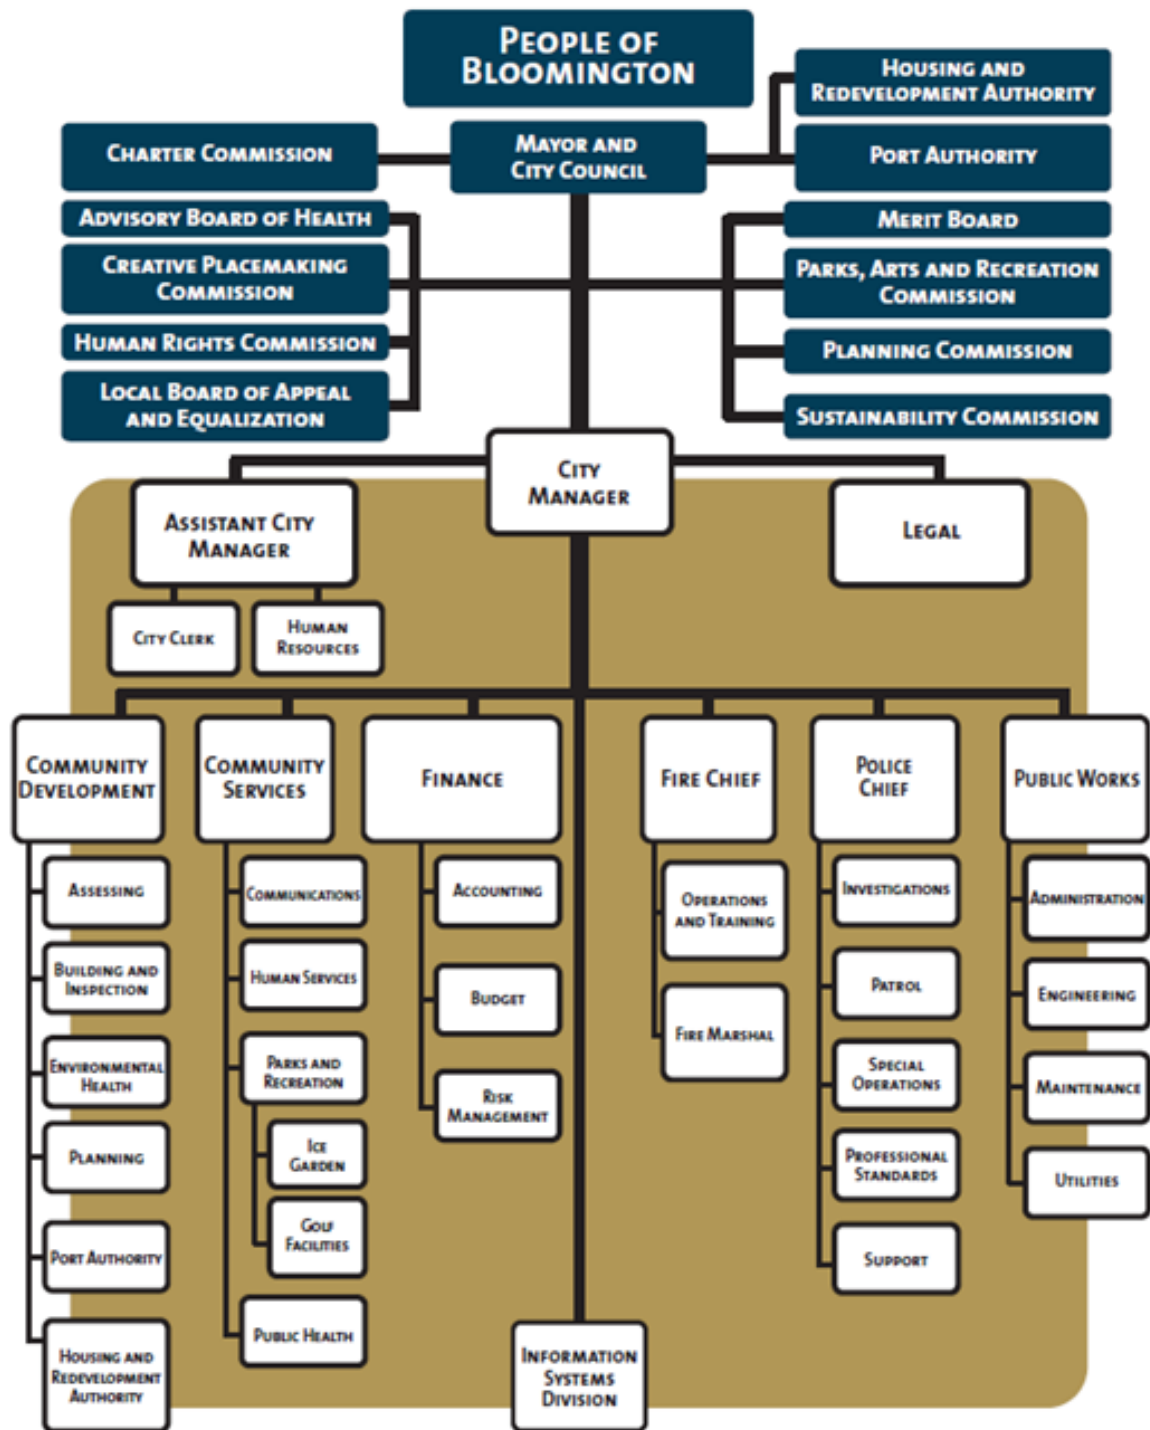 PEOPLE OF
BLOOMINGTON
HOUSING AND
REDEVELOPMENT AUTHORITY
CHARTER COMMISSION
MAYOR AND
CITY COUNCIL
PORT AUTHORITY
ADVISORY BOARD OF HEALTH
MERIT BOARD
CREATIVE PLACEMAKING
COMMISSION
PARKS, ARTS AND RECREATION
COMMISSION
HUMAN RIGHTS COMMISSION
PLANNING COMMISSION
LOCAL BOARD OF APPEAL
AND EQUALIZATION
SUSTAINABILITY COMMISSION
CITY
MANAGER
ASSISTANT CITY
MANAGER
LEGAL
CITY CLERK
HUMAN
RESOURCES
COMMUNITY
DEVELOPMENT
COMMUNITY
SERVICES
FINANCE
FIRE CHIEF
POLICE
CHIEF
PUBLIC WORKS
ASSESSING
BUILDING AND
INSPECTION
ENVIRONMENTAL
HEALTH
PLANNING
PORT AUTHORITY
HOUSING AND
REDEVELOPMENT
AUTHORITY
COMMUNICATIONS
HUMAN SERVICES
PARKS AND
RECREATION
ICE
GARDEN
GOLF
FACILITIES
PUBLIC HEALTH
ACCOUNTING
BUDGET
RISK
MANAGEMENT
INFORMATION
SYSTEMS
DIVISION
OPERATIONS
AND TRAINING
FIRE MARSHAL
INVESTIGATIONS
PATROL
SPECIAL
OPERATIONS
PROFESSIONAL
STANDARDS
SUPPORT
ADMINISTRATION
ENGINEERING
MAINTENANCE
UTILITIES